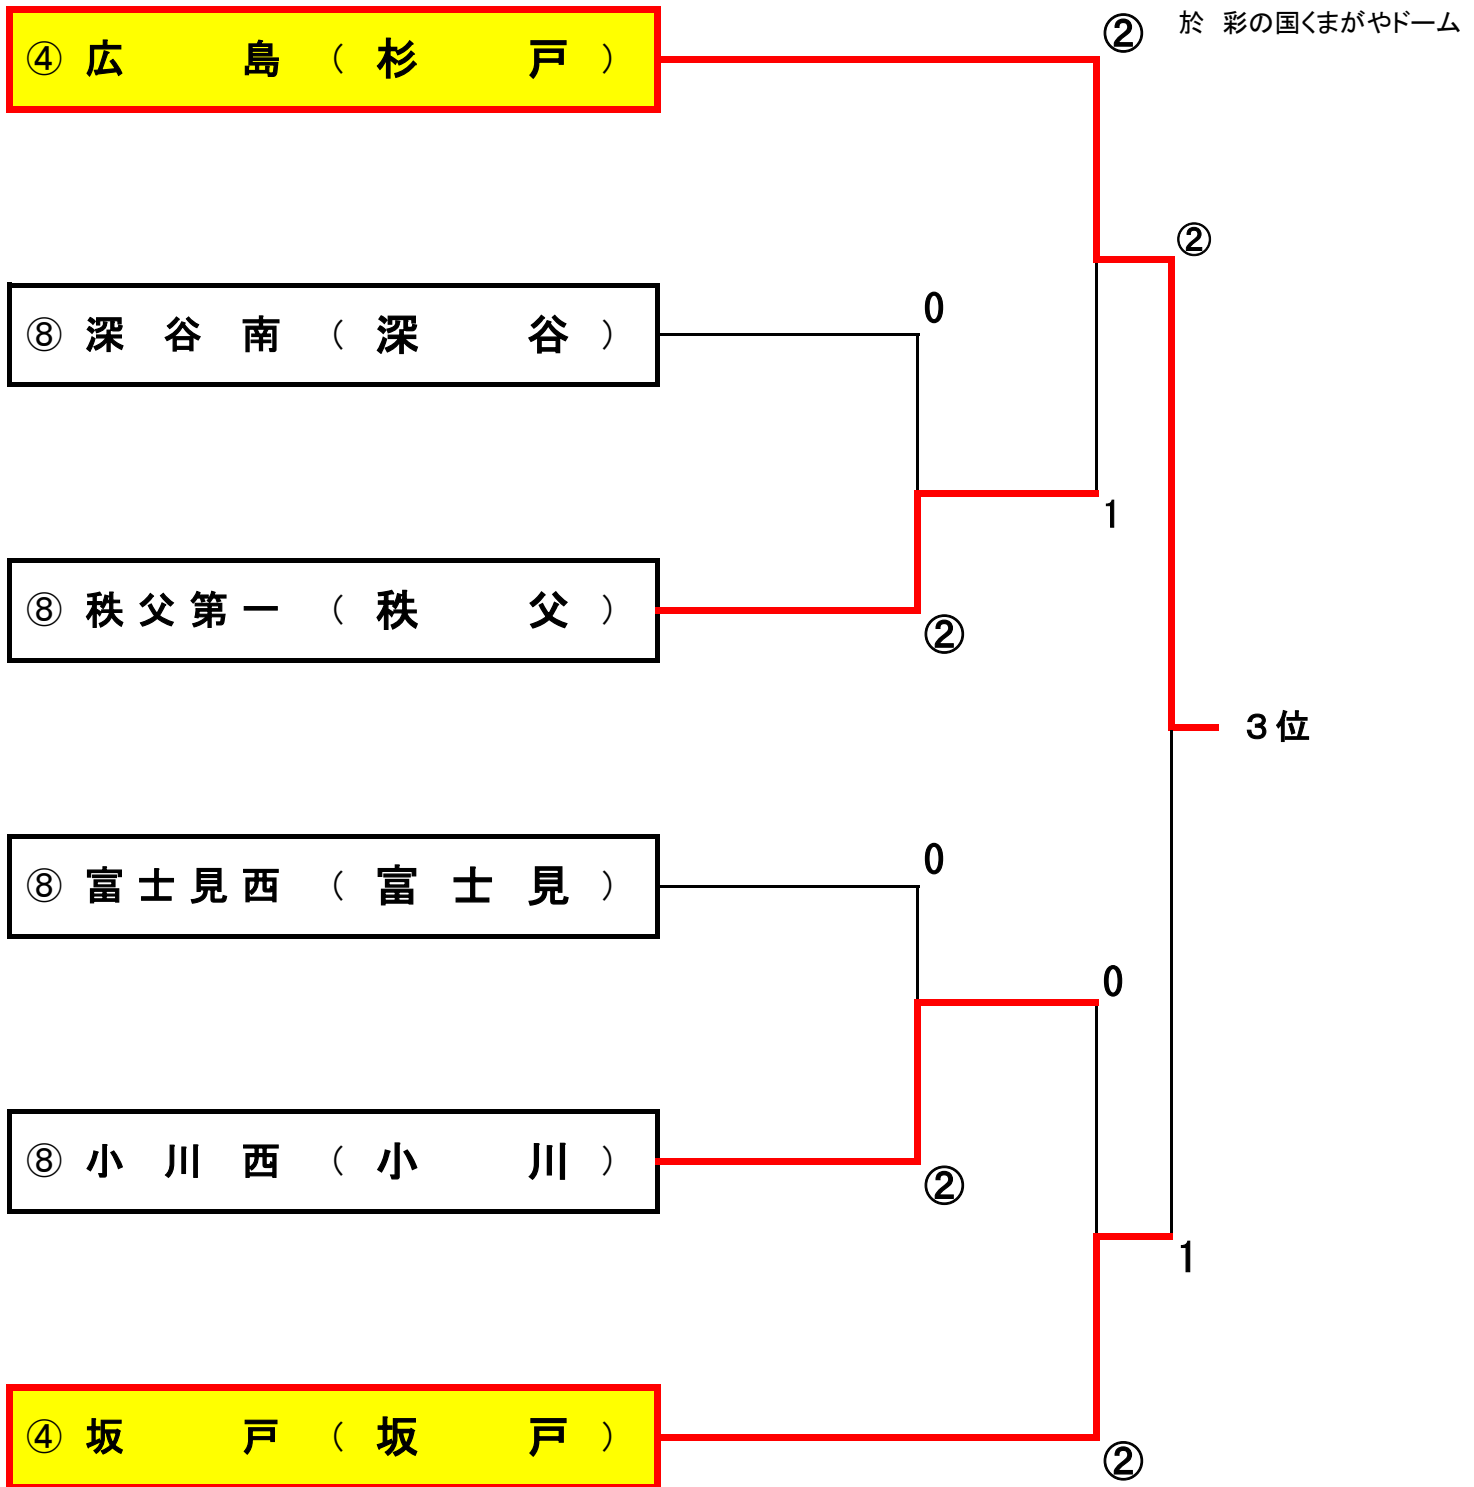 ② 於 彩の国くまがやドーム
④ 広島 （ 杉戸 ）
②
0
⑧ 深谷南 （ 深谷 ）
1
⑧ 秩父第一 （ 秩父 ）
②
３位
0
⑧ 富士見西 （ 富士見 ）
0
⑧ 小川西 （ 小川 ）
②
1
④ 坂戸 （ 坂戸 ）
②